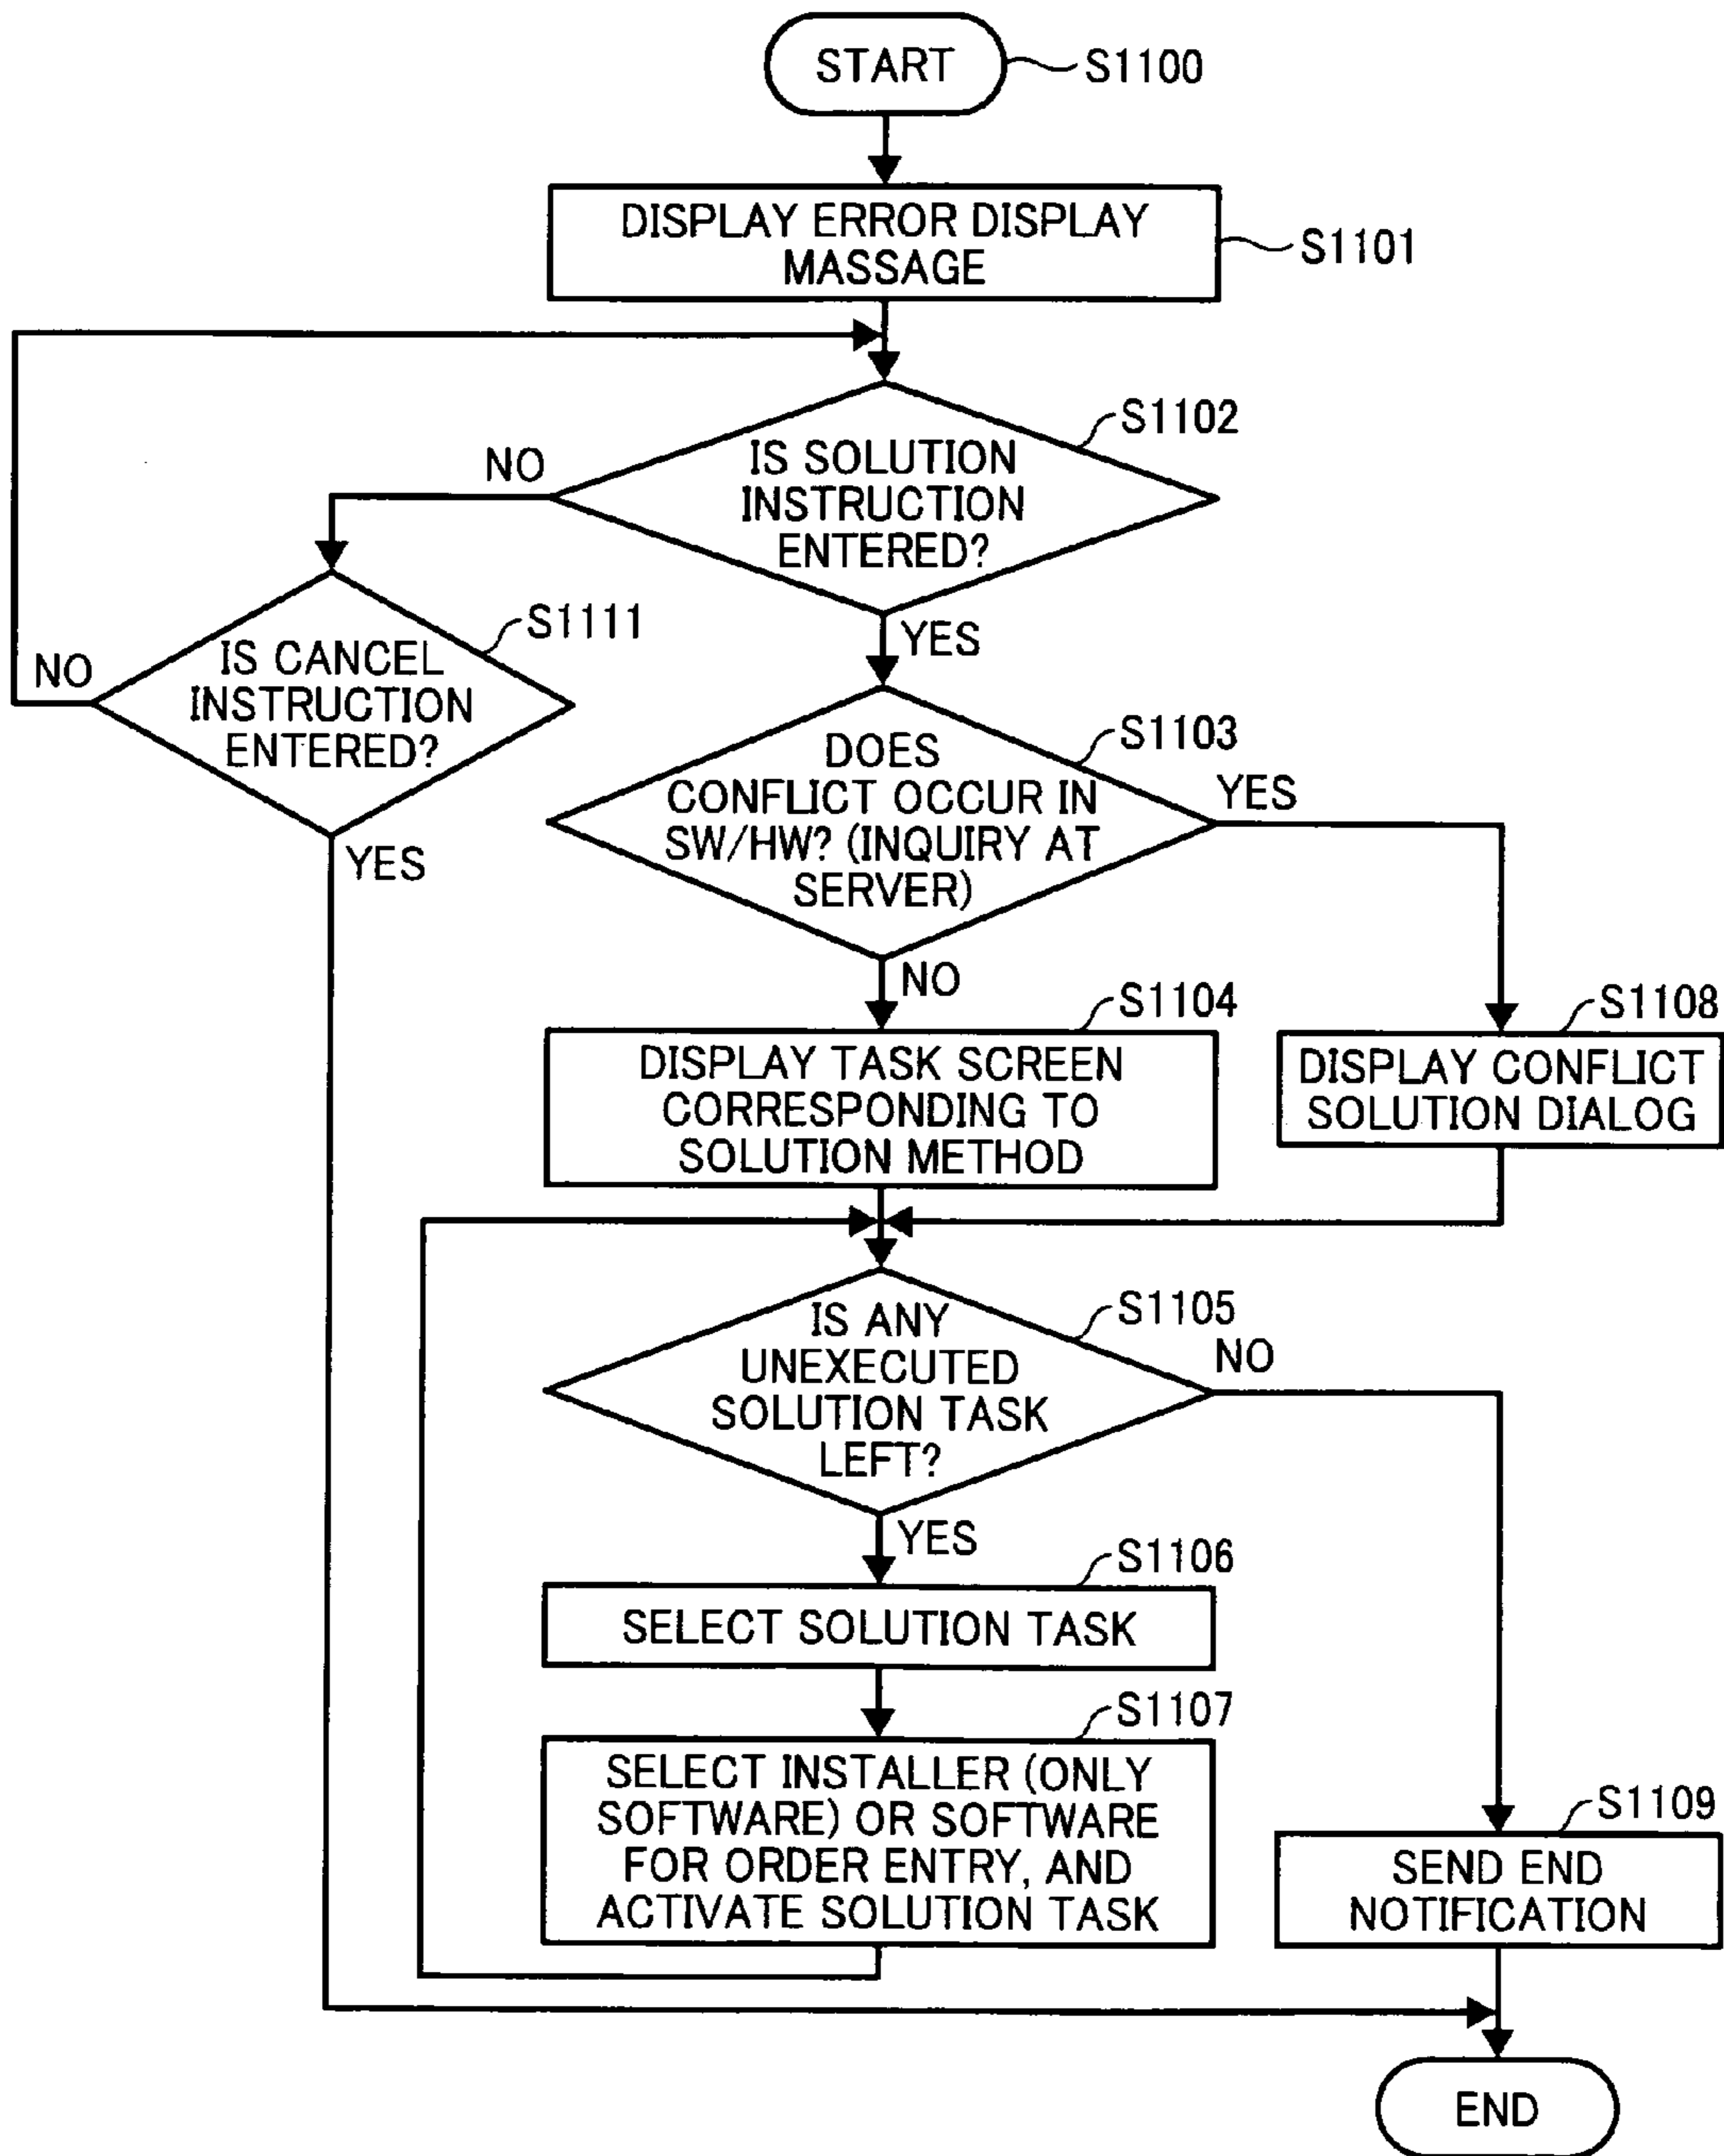 START
S1100
DISPLAY ERROR DISPLAY
MASSAGE
S1101
S1102
NO
IS SOLUTION
INSTRUCTION
ENTERED?
YES
S1111
NO
IS CANCEL
INSTRUCTION
ENTERED?
YES
S1103
DOES
CONFLICT OCCUR IN
SW/HW? (INQUIRY AT
SERVER)
YES
NO
S1104
DISPLAY TASK SCREEN
CORRESPONDING TO
SOLUTION METHOD
S1108
DISPLAY CONFLICT
SOLUTION DIALOG
S1105
IS ANY
UNEXECUTED
SOLUTION TASK
LEFT?
NO
YES
S1106
SELECT SOLUTION TASK
S1107
SELECT INSTALLER (ONLY
SOFTWARE) OR SOFTWARE
FOR ORDER ENTRY, AND
ACTIVATE SOLUTION TASK
S1109
SEND END
NOTIFICATION
END